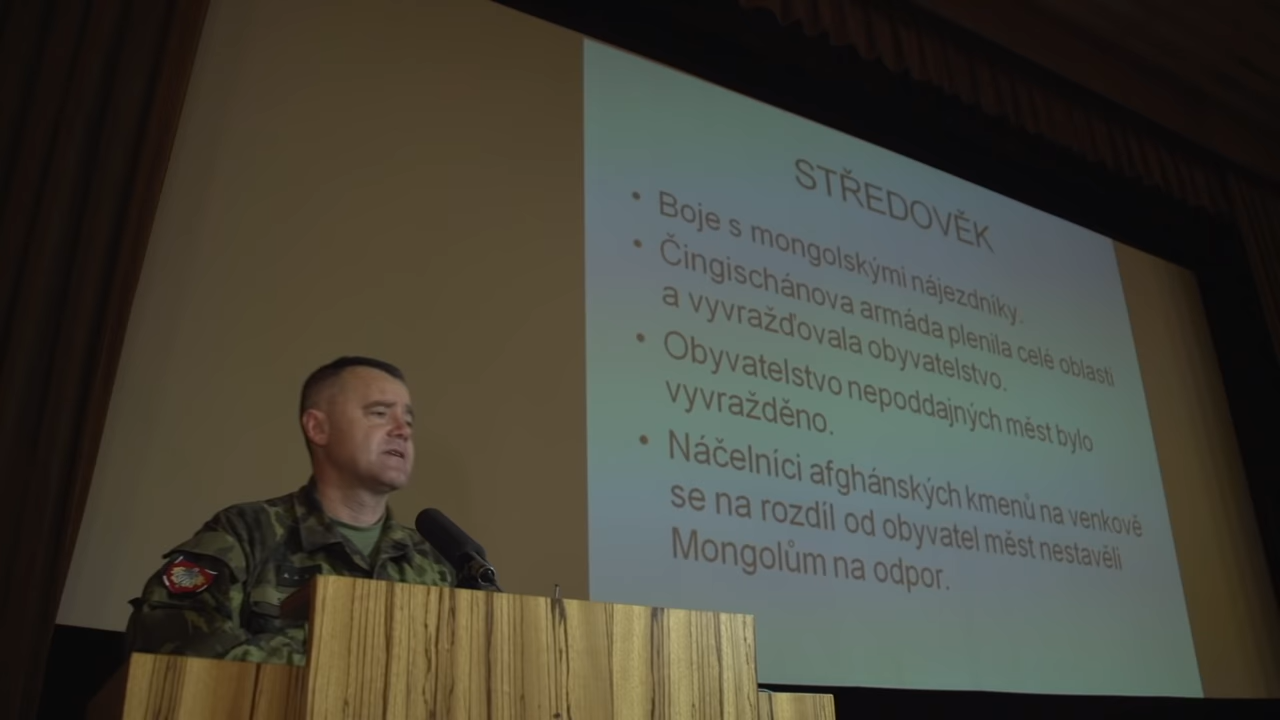 STŘEDOVĚK
• Boje s mongolskými nájezdníky.
• Čingischánova armáda plenila celé oblasti
a vyvražďovala obyvatelstvo.
• Obyvatelstvo nepoddajných měst bylo
vyvražděno.
• Náčelníci afghánských kmenů na venkově
se na rozdíl od obyvatel měst nestavěli
Mongolům na odpor.